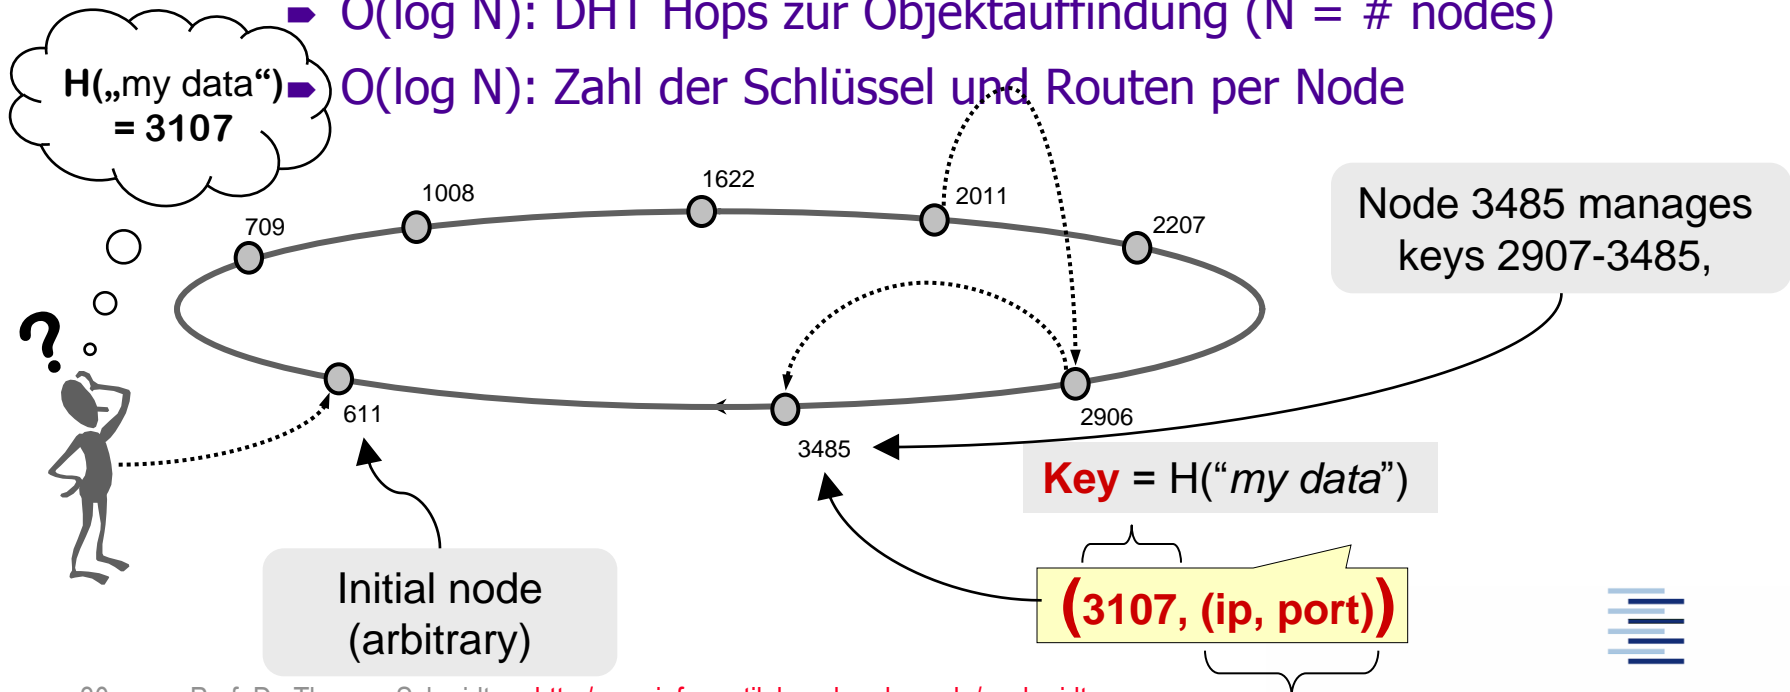 O(log N): DHT Hops zur Objektauffindung (N = # nodes)
O(log N): Zahl der Schlüssel und Routen per Node
H(„my data“)
= 3107
?
709
1008
1622
2011
2207
611
3485
2906
Node 3485 manages
keys 2907-3485,
Key = H(“my data”)
(3107, (ip, port))
Initial node
(arbitrary)